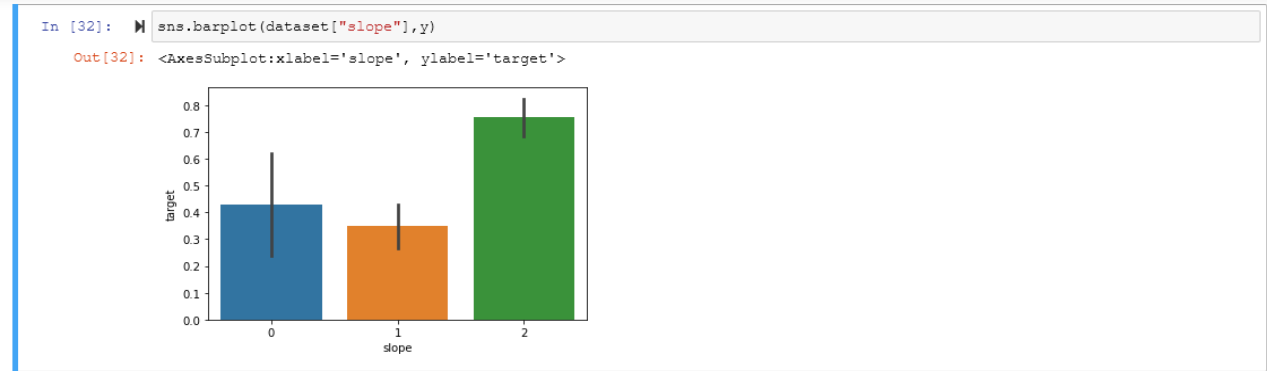 In [32]: sns.barplot(dataset["slope"],y)
Out[32]: <AxesSubplot:xlabel='slope', ylabel='target'>
0.8
0.7
0.6
0.5
0.4
0.3
0.2
0.1
0.0
target
0 1 2
slope